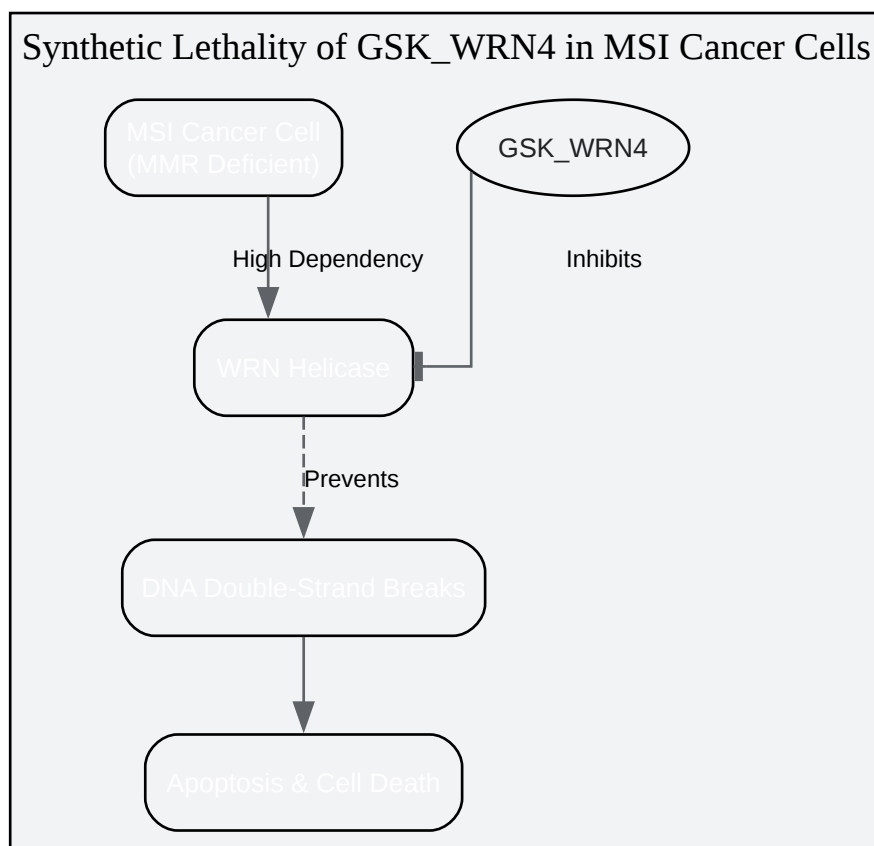 Synthetic Lethality of GSK_WRN4 in MSI Cancer Cells
MSI Cancer Cell
(MMR Deficient)
GSK_WRN4
High Dependency
Inhibits
WRN Helicase
Prevents
DNA Double-Strand Breaks
Apoptosis & Cell Death